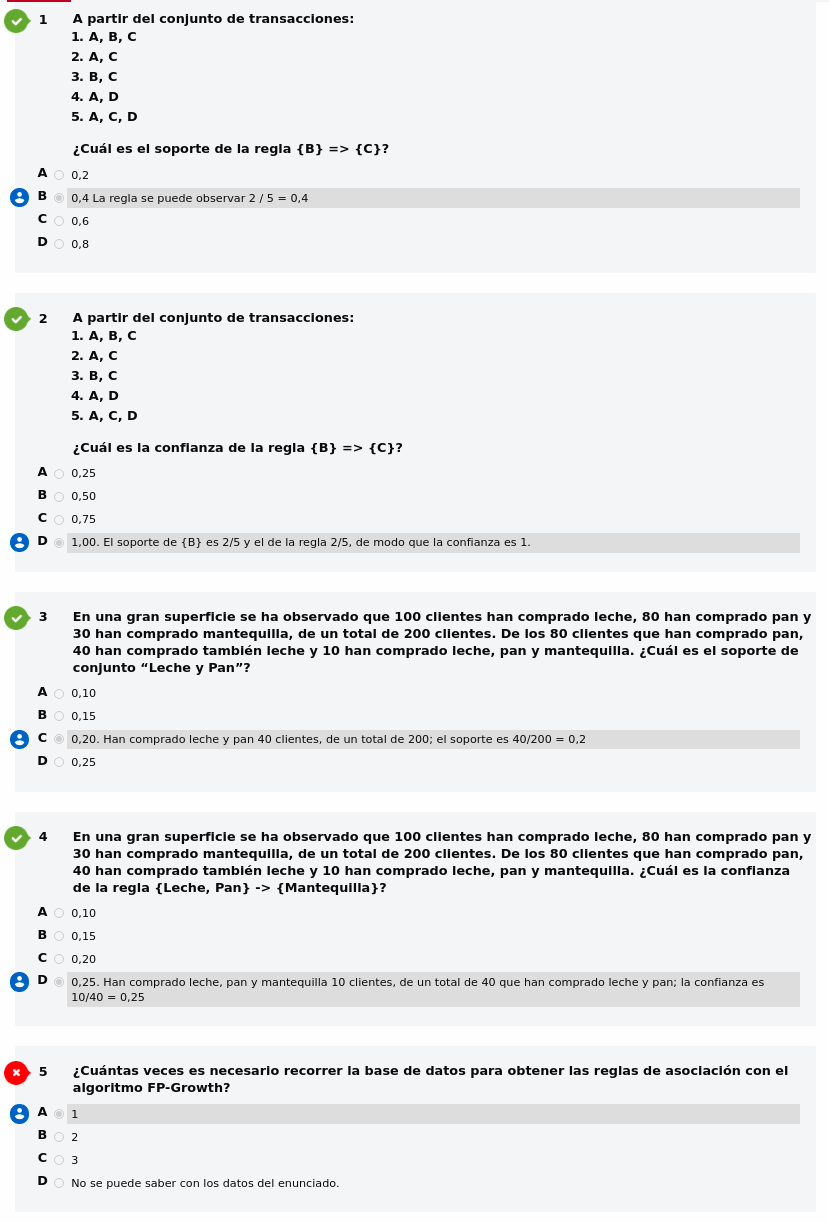 1 A partir del conjunto de transacciones:
1. A, B, C
2. A, C
3. B, C
4. A, D
5. A, C, D
¿Cuál es el soporte de la regla {B} => {C}?
A 0,2
B 0,4 La regla se puede observar 2 / 5 = 0,4
C 0,6
D 0,8
2 A partir del conjunto de transacciones:
1. A, B, C
2. A, C
3. B, C
4. A, D
5. A, C, D
¿Cuál es la confianza de la regla {B} => {C}?
A 0,25
B 0,50
C 0,75
D 1,00. El soporte de {B} es 2/5 y el de la regla 2/5, de modo que la confianza es 1.
3 En una gran superficie se ha observado que 100 clientes han comprado leche, 80 han comprado pan y
30 han comprado mantequilla, de un total de 200 clientes. De los 80 clientes que han comprado pan,
40 han comprado también leche y 10 han comprado leche, pan y mantequilla. ¿Cuál es el soporte de
conjunto “Leche y Pan”?
A 0,10
B 0,15
C 0,20. Han comprado leche y pan 40 clientes, de un total de 200; el soporte es 40/200 = 0,2
D 0,25
4 En una gran superficie se ha observado que 100 clientes han comprado leche, 80 han comprado pan y
30 han comprado mantequilla, de un total de 200 clientes. De los 80 clientes que han comprado pan,
40 han comprado también leche y 10 han comprado leche, pan y mantequilla. ¿Cuál es la confianza
de la regla {Leche, Pan} -> {Mantequilla}?
A 0,10
B 0,15
C 0,20
D 0,25. Han comprado leche, pan y mantequilla 10 clientes, de un total de 40 que han comprado leche y pan; la confianza es
10/40 = 0,25
5 ¿Cuántas veces es necesario recorrer la base de datos para obtener las reglas de asociación con el
algoritmo FP-Growth?
A 1
B 2
C 3
D No se puede saber con los datos del enunciado.